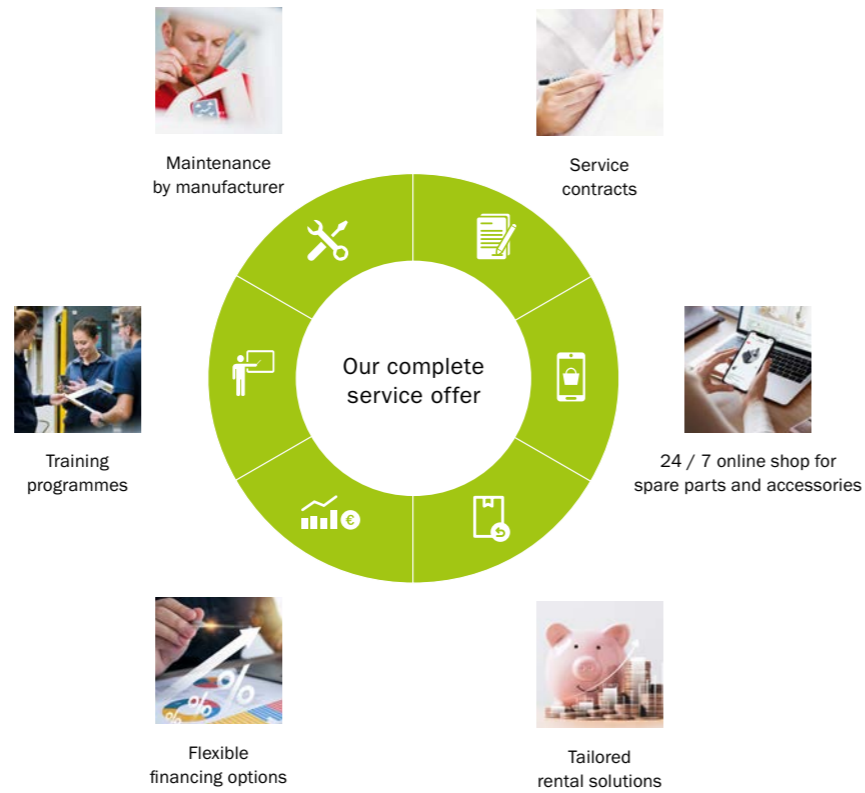 Maintenance
by manufacturer
Service
contracts
Our complete
service offer
Training
programmes
24 / 7 online shop for
spare parts and accessories
Flexible
financing options
Tailored
rental solutions